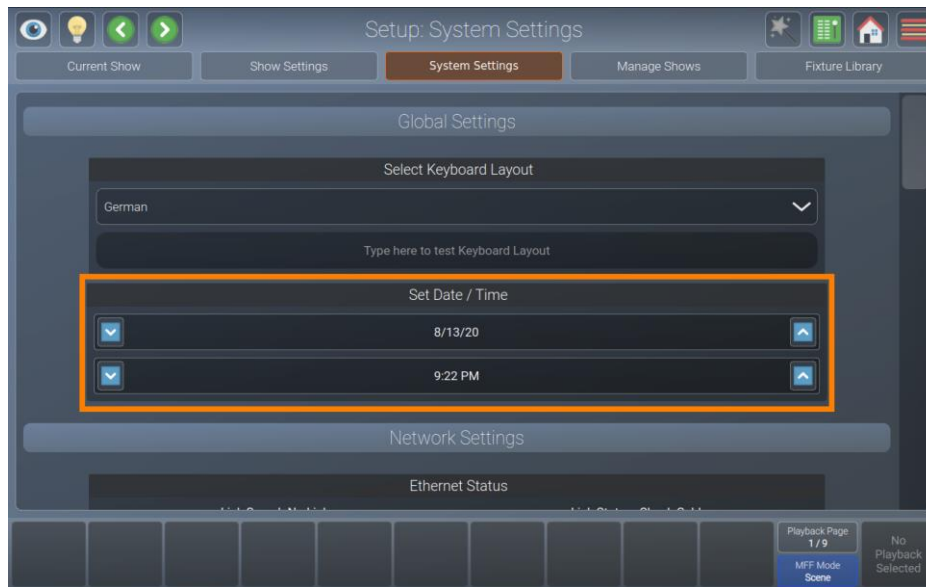 Setup: System Settings
Current Show
Show Settings
System Settings
Manage Shows
Fixture Library
Global Settings
Select Keyboard Layout
German
Type here to test Keyboard Layout
Set Date / Time
8/13/20
9:22 PM
Network Settings
Ethernet Status
Playback Page
1 / 9
MFF Mode
Scene
No
Playback
Selected